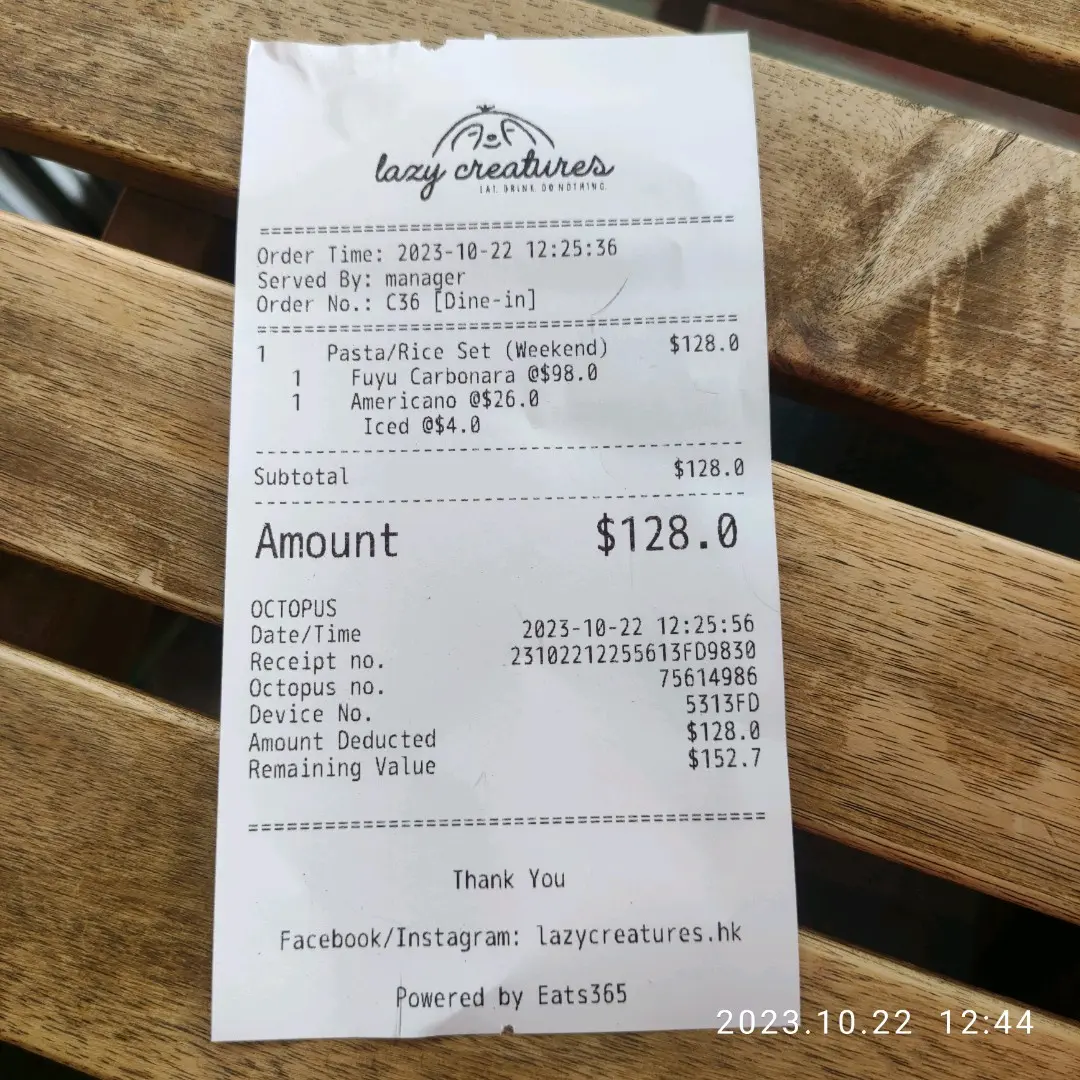 lazy creatures
EAT. DRINK. DO NOTHING.
====================================================
Order Time: 2023-10-22 12:25:36
Served By: manager
Order No.: C36 [Dine-in]
====================================================
1 Pasta/Rice Set (Weekend) $128.0
1 Fuyu Carbonara @$98.0
1 Americano @$26.0
Iced @$4.0
----------------------------------------------------
Subtotal $128.0
----------------------------------------------------
Amount $128.0
OCTOPUS
Date/Time 2023-10-22 12:25:56
Receipt no. 23102212255613FD9830
Octopus no. 75614986
Device No. 5313FD
Amount Deducted $128.0
Remaining Value $152.7
====================================================
Thank You
Facebook/Instagram: lazycreatures.hk
Powered by Eats365
2023.10.22 12:44